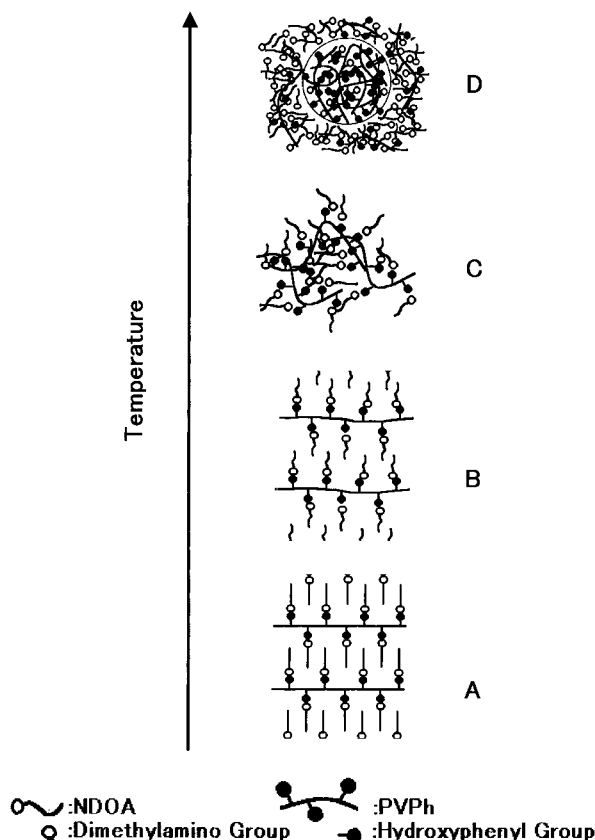 D
C
Temperature
B
A
:NDOA
:PVPh
:Dimethylamino Group
:Hydroxyphenyl Group